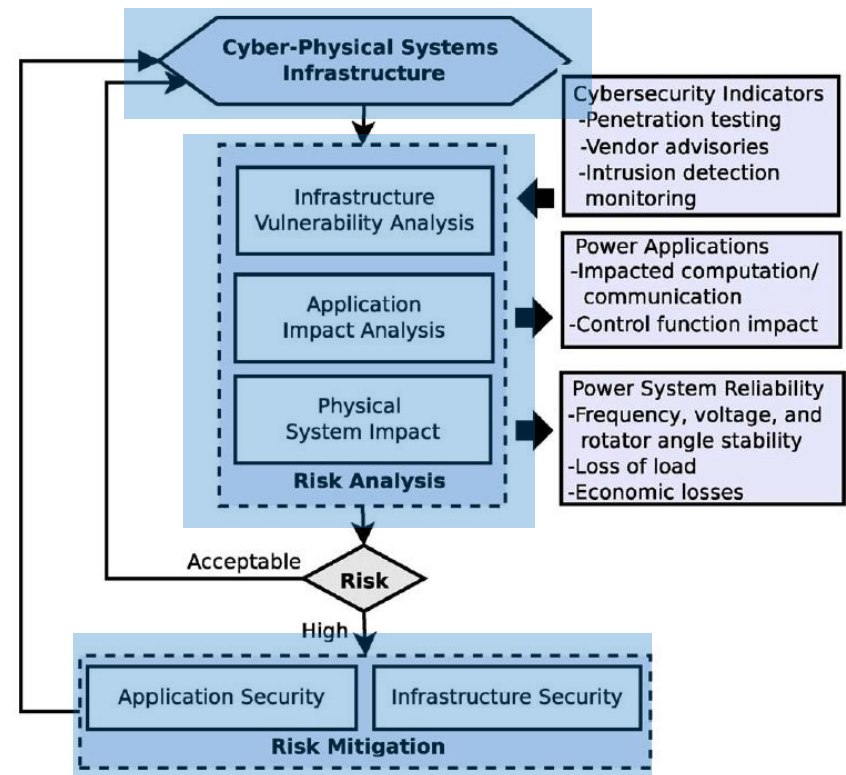 Cyber-Physical Systems
Infrastructure
Cybersecurity Indicators
-Penetration testing
-Vendor advisories
-Intrusion detection
monitoring
Infrastructure
Vulnerability Analysis
Power Applications
-Impacted computation/
communication
-Control function impact
Application
Impact Analysis
Power System Reliability
-Frequency, voltage, and
rotator angle stability
-Loss of load
-Economic losses
Physical
System Impact
Risk Analysis
Acceptable
Risk
High
Application Security
Infrastructure Security
Risk Mitigation